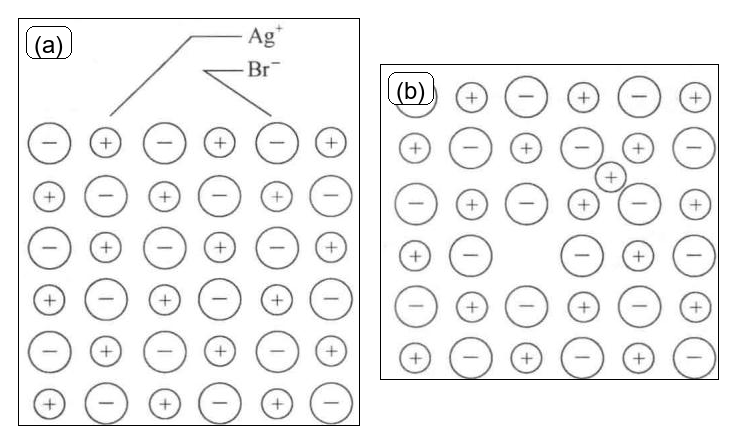 (a)
Ag⁺
Br⁻
− + − + − +
+ − + − + −
− + − + − +
+ − + − + −
− + − + − +
+ − + − + −
(b)
+ − + − +
+ − + − + −
+
− + − + − +
+ − − + −
− + − + − +
+ − + − + −